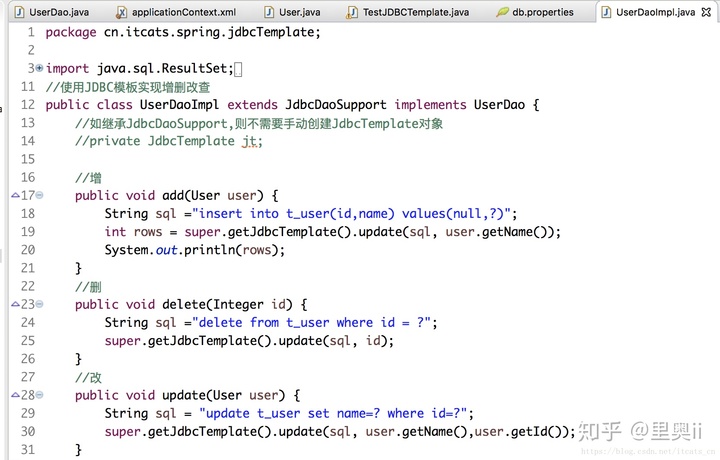 UserDao.java applicationContext.xml User.java TestJDBCTemplate.java db.properties UserDaoImpl.java
1 package cn.itcats.spring.jdbcTemplate;
2
3 import java.sql.ResultSet;
11 //使用JDBC模板实现增删改查
12 public class UserDaoImpl extends JdbcDaoSupport implements UserDao {
13 //如继承JdbcDaoSupport,则不需要手动创建JdbcTemplate对象
14 //private JdbcTemplate jt;
15
16 //增
17 public void add(User user) {
18 String sql ="insert into t_user(id,name) values(null,?)";
19 int rows = super.getJdbcTemplate().update(sql, user.getName());
20 System.out.println(rows);
21 }
22 //删
23 public void delete(Integer id) {
24 String sql ="delete from t_user where id = ?";
25 super.getJdbcTemplate().update(sql, id);
26 }
27 //改
28 public void update(User user) {
29 String sql = "update t_user set name=? where id=?";
30 super.getJdbcTemplate().update(sql, user.getName(),user.getId());
31 }
知乎 @里奥ii
https://blog.csdn.net/itcats_cn